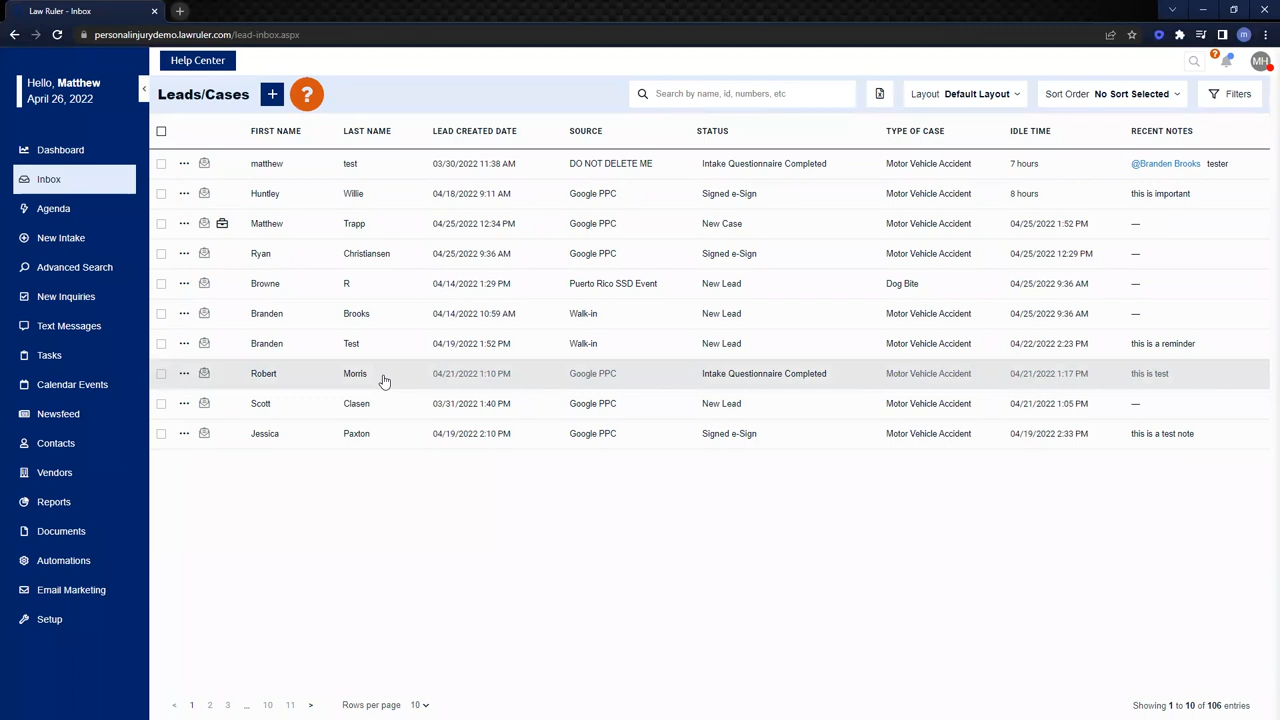 Law Ruler - Inbox
personalinjurydemo.lawruler.com/lead-inbox.aspx
m
Hello, Matthew
April 26, 2022
Help Center
?
MH
Leads/Cases
+
?
Search by name, id, numbers, etc
Layout Default Layout
Sort Order No Sort Selected
Filters
Dashboard
Inbox
Agenda
New Intake
Advanced Search
New Inquiries
Text Messages
Tasks
Calendar Events
Newsfeed
Contacts
Vendors
Reports
Documents
Automations
Email Marketing
Setup
FIRST NAME LAST NAME LEAD CREATED DATE SOURCE STATUS TYPE OF CASE IDLE TIME RECENT NOTES
matthew test 03/30/2022 11:38 AM DO NOT DELETE ME Intake Questionnaire Completed Motor Vehicle Accident 7 hours @Branden Brooks tester
Huntley Willie 04/18/2022 9:11 AM Google PPC Signed e-Sign Motor Vehicle Accident 8 hours this is important
Matthew Trapp 04/25/2022 12:34 PM Google PPC New Case Motor Vehicle Accident 04/25/2022 1:52 PM —
Ryan Christiansen 04/25/2022 9:36 AM Google PPC Signed e-Sign Motor Vehicle Accident 04/25/2022 12:29 PM —
Browne R 04/14/2022 1:29 PM Puerto Rico SSD Event New Lead Dog Bite 04/25/2022 9:36 AM —
Branden Brooks 04/14/2022 10:59 AM Walk-in New Lead Motor Vehicle Accident 04/25/2022 9:36 AM —
Branden Test 04/19/2022 1:52 PM Walk-in New Lead Motor Vehicle Accident 04/22/2022 2:23 PM this is a reminder
Robert Morris 04/21/2022 1:10 PM Google PPC Intake Questionnaire Completed Motor Vehicle Accident 04/21/2022 1:17 PM this is test
Scott Clasen 03/31/2022 1:40 PM Google PPC New Lead Motor Vehicle Accident 04/21/2022 1:05 PM —
Jessica Paxton 04/19/2022 2:10 PM Google PPC Signed e-Sign Motor Vehicle Accident 04/19/2022 2:33 PM this is a test note
< 1 2 3 ... 10 11 > Rows per page 10
Showing 1 to 10 of 106 entries